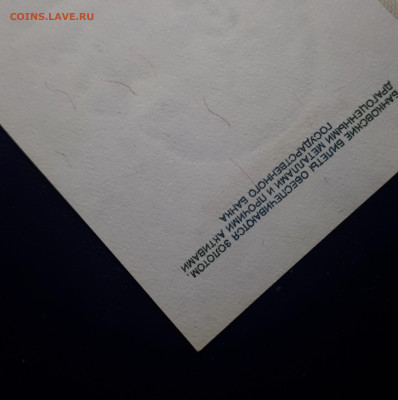 COINS.LAVE.RU
БАНКОВСКИЕ БИЛЕТЫ ОБЕСПЕЧИВАЮТСЯ ЗОЛОТОМ,
ДРАГОЦЕННЫМИ МЕТАЛЛАМИ И ПРОЧИМИ АКТИВАМИ
ГОСУДАРСТВЕННОГО БАНКА